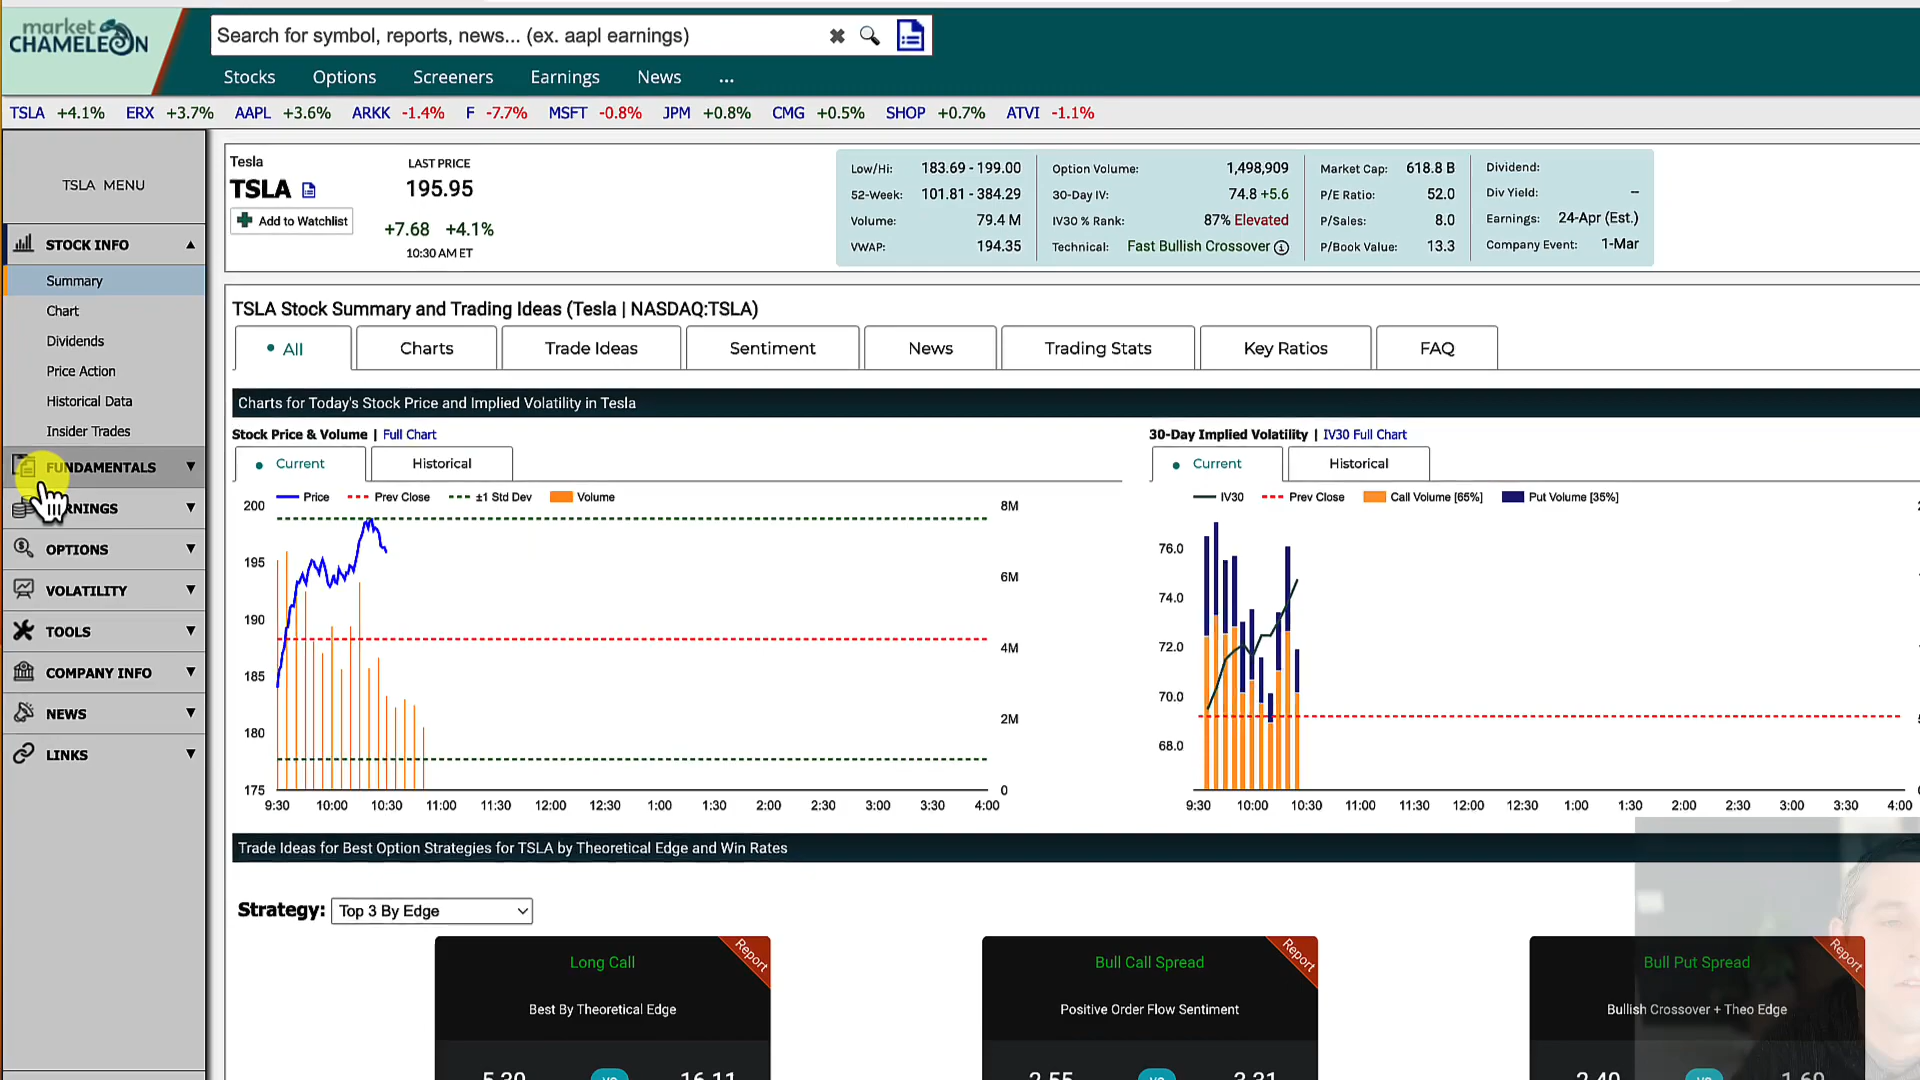 market
CHAMELEON
Search for symbol, reports, news... (ex. aapl earnings)
Stocks Options Screeners Earnings News ...
TSLA +4.1% ERX +3.7% AAPL +3.6% ARKK -1.4% F -7.7% MSFT -0.8% JPM +0.8% CMG +0.5% SHOP +0.7% ATVI -1.1%
TSLA MENU
STOCK INFO
Summary
Chart
Dividends
Price Action
Historical Data
Insider Trades
FUNDAMENTALS
RNINGS
OPTIONS
VOLATILITY
TOOLS
COMPANY INFO
NEWS
LINKS
Tesla
TSLA
Add to Watchlist
LAST PRICE
195.95
+7.68 +4.1%
10:30 AM ET
Low/Hi: 183.69 - 199.00
52-Week: 101.81 - 384.29
Volume: 79.4 M
VWAP: 194.35
Option Volume: 1,498,909
30-Day IV: 74.8 +5.6
IV30 % Rank: 87% Elevated
Technical: Fast Bullish Crossover
Market Cap: 618.8 B
P/E Ratio: 52.0
P/Sales: 8.0
P/Book Value: 13.3
Dividend:
Div Yield: --
Earnings: 24-Apr (Est.)
Company Event: 1-Mar
TSLA Stock Summary and Trading Ideas (Tesla | NASDAQ:TSLA)
All Charts Trade Ideas Sentiment News Trading Stats Key Ratios FAQ
Charts for Today's Stock Price and Implied Volatility in Tesla
Stock Price & Volume | Full Chart
Current Historical
Price Prev Close ±1 Std Dev Volume
200 8M
195 6M
190
4M
185
2M
180
175 0
9:30 10:00 10:30 11:00 11:30 12:00 12:30 1:00 1:30 2:00 2:30 3:00 3:30 4:00
30-Day Implied Volatility | IV30 Full Chart
Current Historical
IV30 Prev Close Call Volume [65%] Put Volume [35%]
76.0
74.0
72.0
70.0
68.0
9:30 10:00 10:30 11:00 11:30 12:00 12:30 1:00 1:30 2:00 2:30 3:00 3:30 4:00
Trade Ideas for Best Option Strategies for TSLA by Theoretical Edge and Win Rates
Strategy: Top 3 By Edge
Report
Long Call
Best By Theoretical Edge
5.30 vs 16.11
Report
Bull Call Spread
Positive Order Flow Sentiment
2.55 vs 3.31
Report
Bull Put Spread
Bullish Crossover + Theo Edge
2.40 vs 1.60